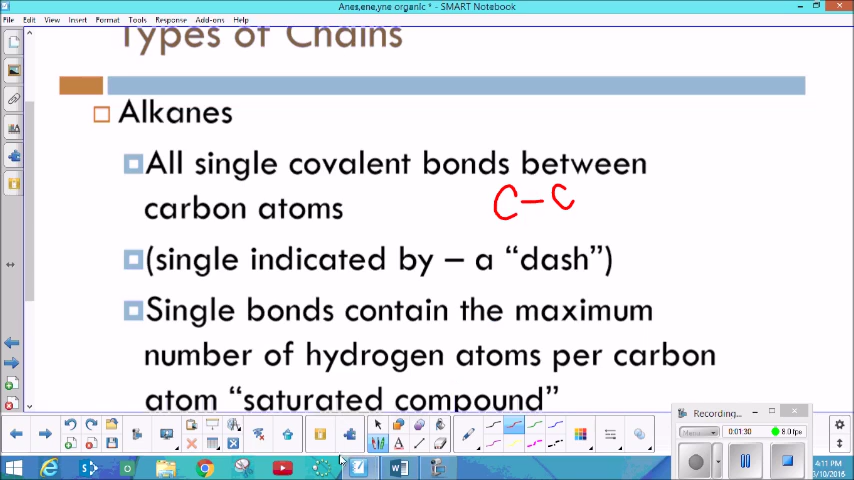 Anes,ene,yne organic * - SMART Notebook
File Edit View Insert Format Tools Response Add-ons Help
Types of Chains
Alkanes
All single covalent bonds between
C-C
carbon atoms
(single indicated by – a “dash”)
Single bonds contain the maximum
number of hydrogen atoms per carbon
atom “saturated compound”
Recording...
Menu
00:01:30
8.0 fps
4:11 PM